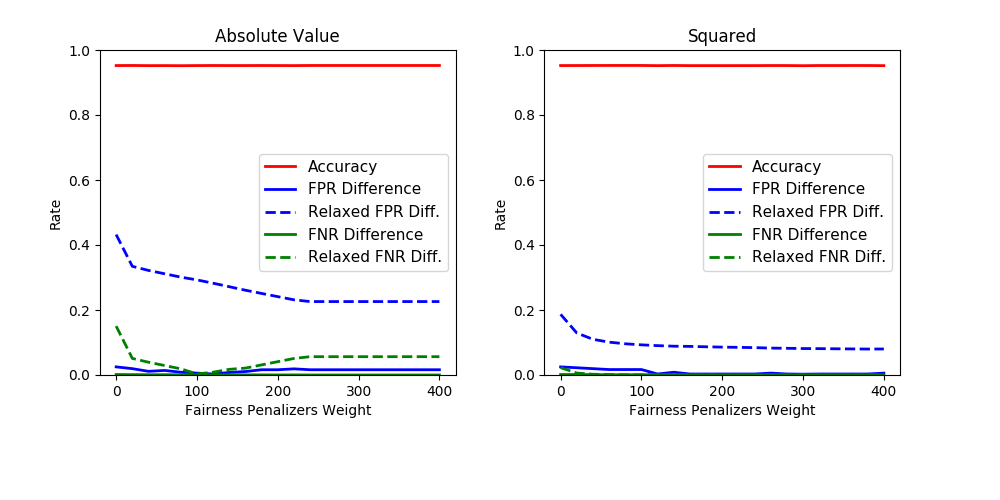 Absolute Value
1.0
0.8
0.6
0.4
0.2
0.0
Rate
Accuracy
FPR Difference
Relaxed FPR Diff.
FNR Difference
Relaxed FNR Diff.
0 100 200 300 400
Fairness Penalizers Weight
Squared
1.0
0.8
0.6
0.4
0.2
0.0
Rate
Accuracy
FPR Difference
Relaxed FPR Diff.
FNR Difference
Relaxed FNR Diff.
0 100 200 300 400
Fairness Penalizers Weight